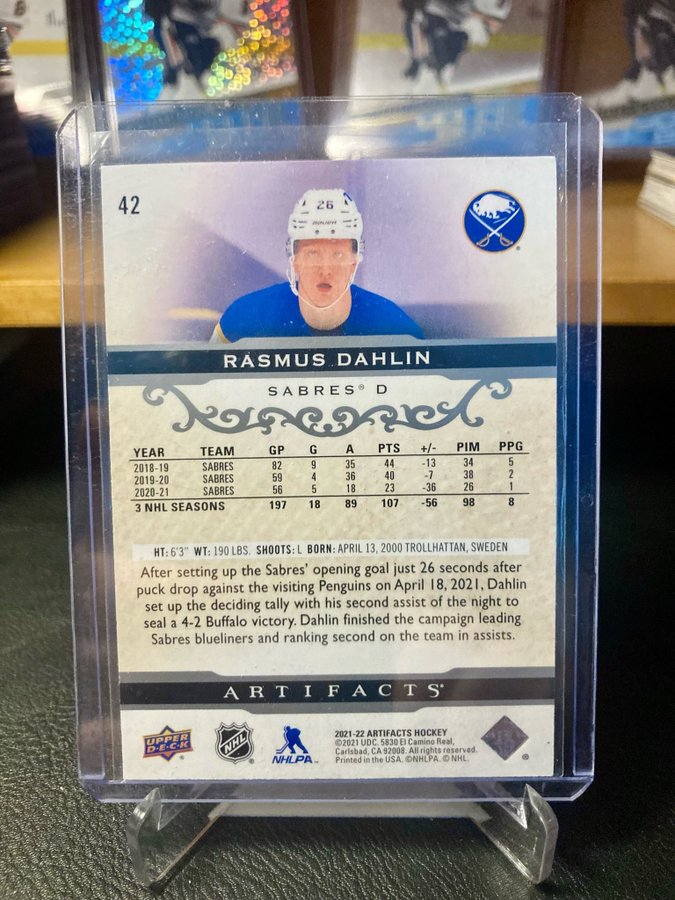 42
26
BAUER
RASMUS DAHLIN
SABRES® D
YEAR TEAM GP G A PTS +/- PIM PPG
2018-19 SABRES 82 9 35 44 -13 34 5
2019-20 SABRES 59 4 36 40 -7 38 2
2020-21 SABRES 56 5 18 23 -36 26 1
3 NHL SEASONS 197 18 89 107 -56 98 8
HT: 6'3" WT: 190 LBS. SHOOTS: L BORN: APRIL 13, 2000 TROLLHATTAN, SWEDEN
After setting up the Sabres' opening goal just 26 seconds after
puck drop against the visiting Penguins on April 18, 2021, Dahlin
set up the deciding tally with his second assist of the night to
seal a 4-2 Buffalo victory. Dahlin finished the campaign leading
Sabres blueliners and ranking second on the team in assists.
ARTIFACTS
UPPER DECK
NHL
NHLPA
2021-22 ARTIFACTS HOCKEY
©2021 UDC. 5830 El Camino Real,
Carlsbad, CA 92008. All rights reserved.
Printed in the USA. ©NHLPA. © NHL.